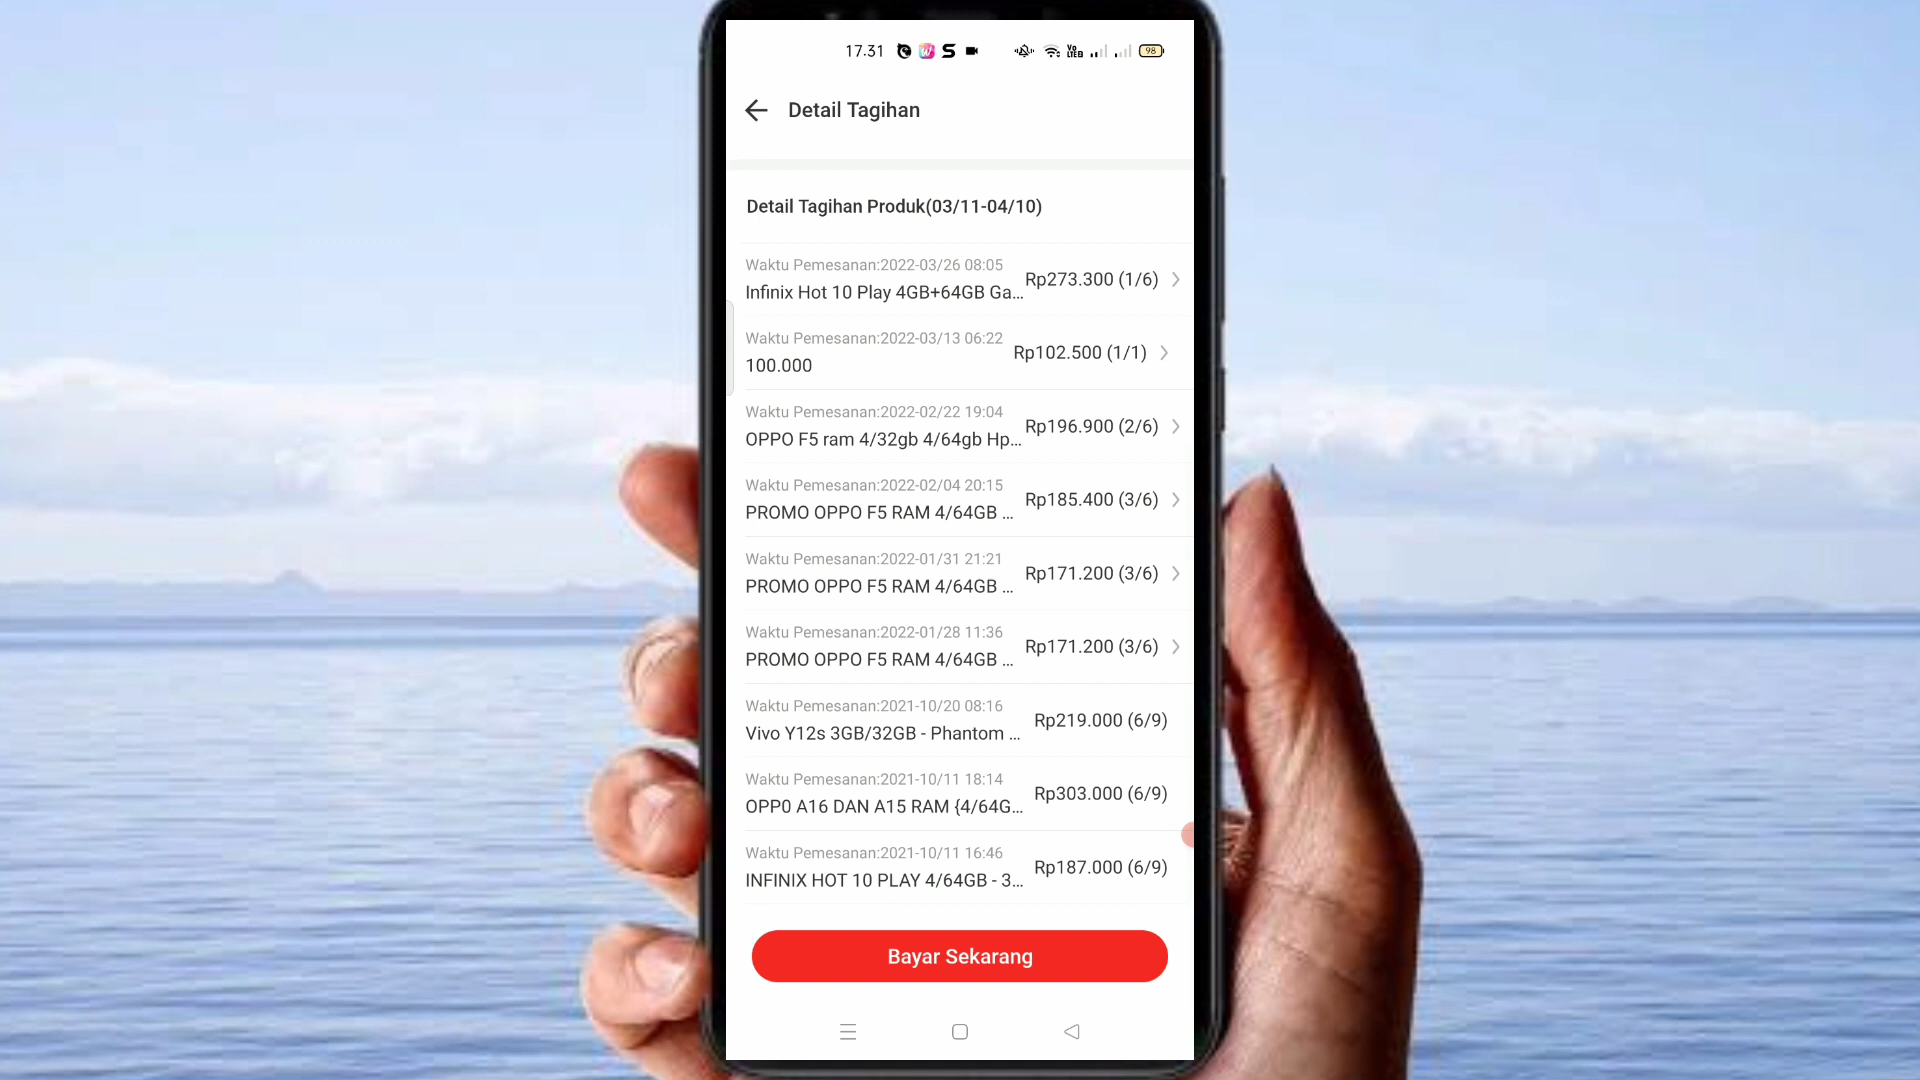 17.31
98
Detail Tagihan
Detail Tagihan Produk(03/11-04/10)
Waktu Pemesanan:2022-03/26 08:05
Infinix Hot 10 Play 4GB+64GB Ga...
Rp273.300 (1/6)
Waktu Pemesanan:2022-03/13 06:22
100.000
Rp102.500 (1/1)
Waktu Pemesanan:2022-02/22 19:04
OPPO F5 ram 4/32gb 4/64gb Hp...
Rp196.900 (2/6)
Waktu Pemesanan:2022-02/04 20:15
PROMO OPPO F5 RAM 4/64GB ...
Rp185.400 (3/6)
Waktu Pemesanan:2022-01/31 21:21
PROMO OPPO F5 RAM 4/64GB ...
Rp171.200 (3/6)
Waktu Pemesanan:2022-01/28 11:36
PROMO OPPO F5 RAM 4/64GB ...
Rp171.200 (3/6)
Waktu Pemesanan:2021-10/20 08:16
Vivo Y12s 3GB/32GB - Phantom ...
Rp219.000 (6/9)
Waktu Pemesanan:2021-10/11 18:14
OPP0 A16 DAN A15 RAM {4/64G...
Rp303.000 (6/9)
Waktu Pemesanan:2021-10/11 16:46
INFINIX HOT 10 PLAY 4/64GB - 3...
Rp187.000 (6/9)
Bayar Sekarang